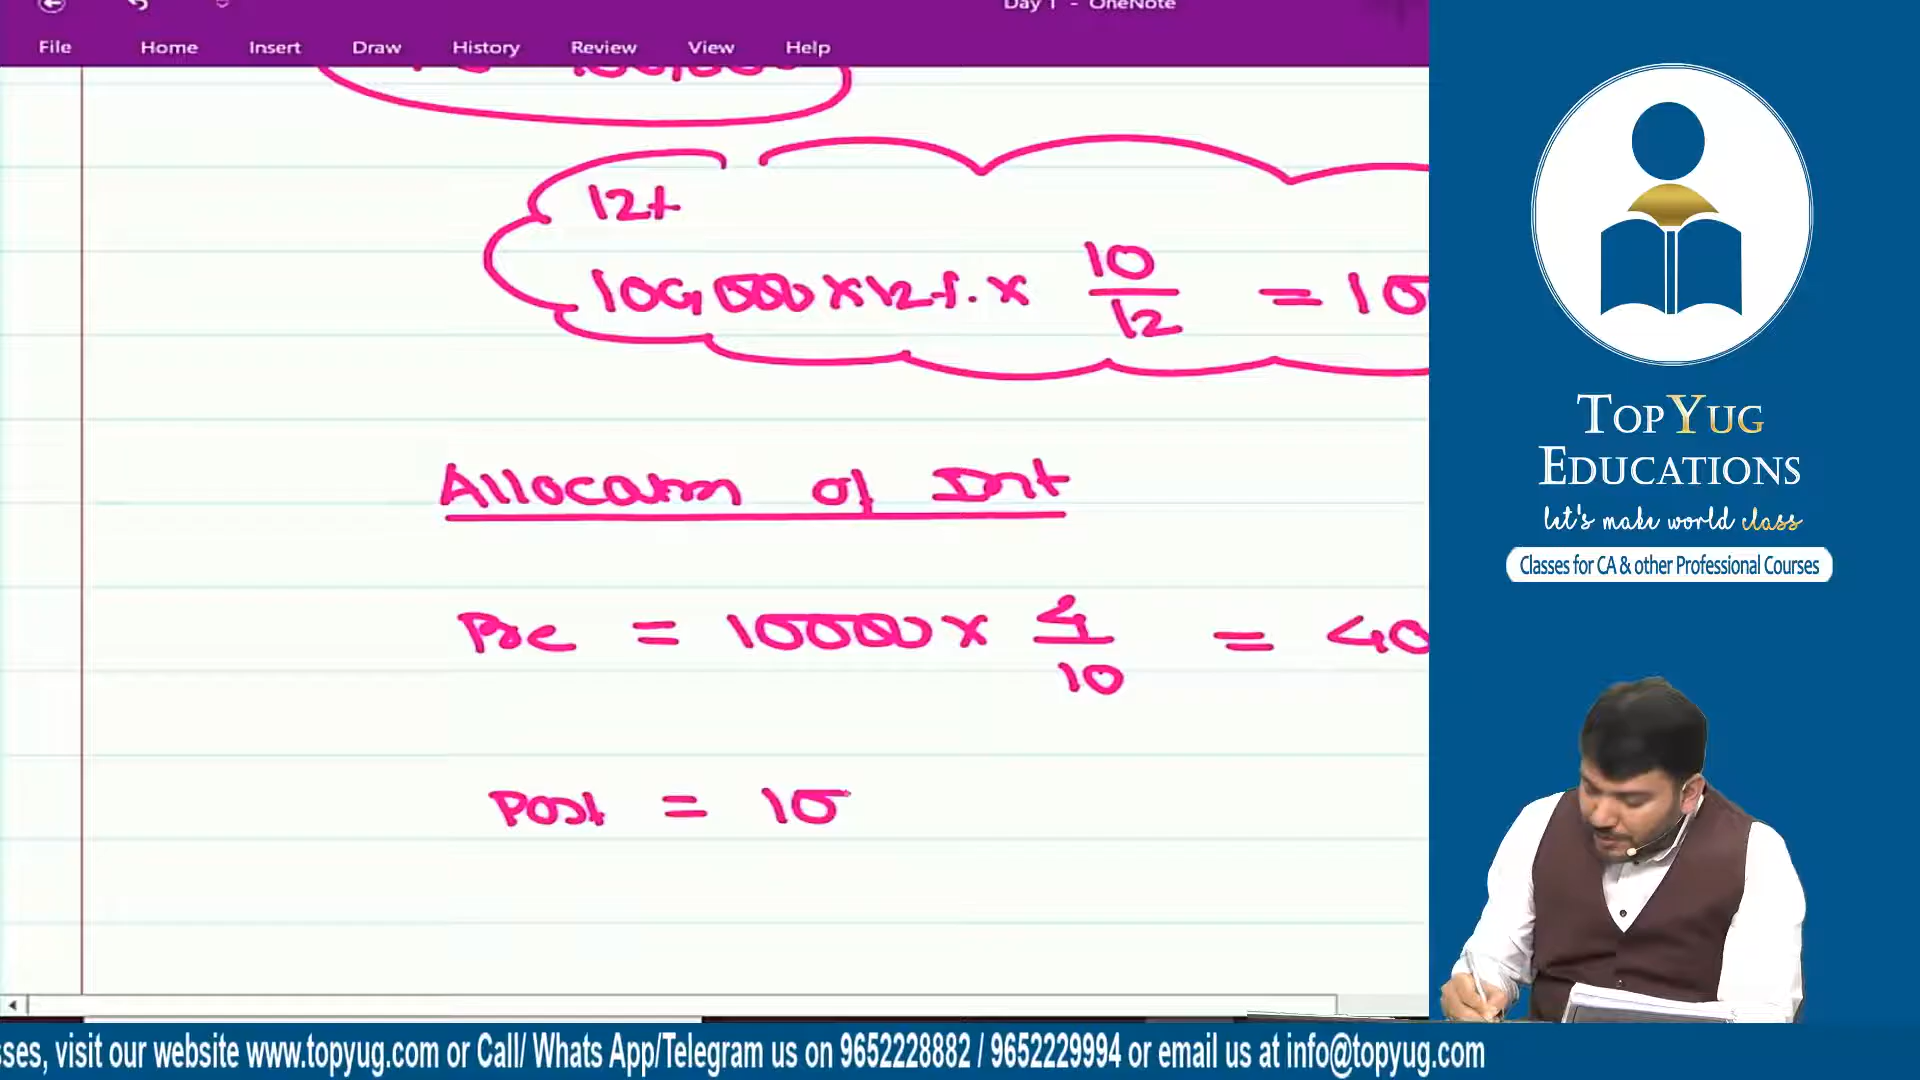 Day 1 - OneNote
File Home Insert Draw History Review View Help
12%
100,000 x 12%. x 10/12 = 10
Allocation of Int
Pre = 10000 x 4/10 = 40
Post = 10
TOPYUG
EDUCATIONS
let's make world class
Classes for CA & other Professional Courses
sses, visit our website www.topyug.com or Call/ Whats App/Telegram us on 9652228882 / 9652229994 or email us at info@topyug.com